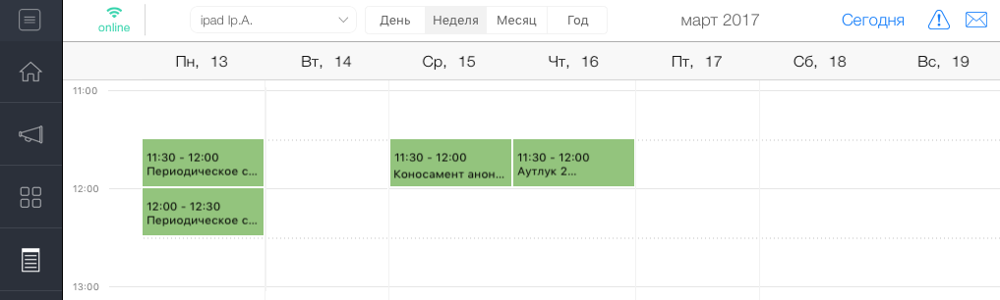 online
ipad Ip.A.
День Неделя Месяц Год
март 2017
Сегодня
Пн, 13 Вт, 14 Ср, 15 Чт, 16 Пт, 17 Сб, 18 Вс, 19
11:00
11:30 - 12:00
Периодическое с...
11:30 - 12:00
Коносамент анон...
11:30 - 12:00
Аутлук 2...
12:00
12:00 - 12:30
Периодическое с...
13:00